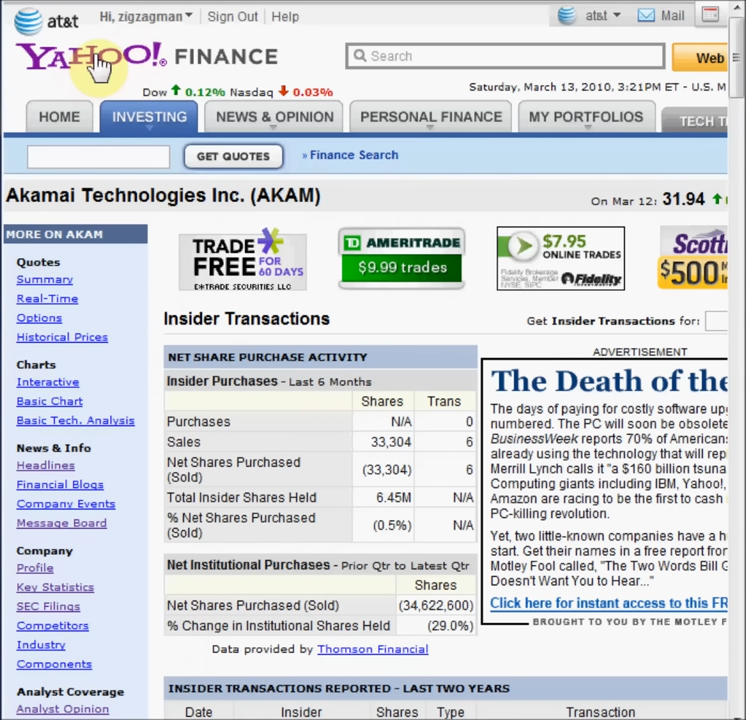 at&t Hi, zigzagman Sign Out Help at&t Mail
YAHOO! FINANCE Search Web
Dow 0.12% Nasdaq 0.03% Saturday, March 13, 2010, 3:21PM ET - U.S. M
HOME INVESTING NEWS & OPINION PERSONAL FINANCE MY PORTFOLIOS TECH T
GET QUOTES » Finance Search
Akamai Technologies Inc. (AKAM) On Mar 12: 31.94
MORE ON AKAM
Quotes
Summary
Real-Time
Options
Historical Prices
Charts
Interactive
Basic Chart
Basic Tech. Analysis
News & Info
Headlines
Financial Blogs
Company Events
Message Board
Company
Profile
Key Statistics
SEC Filings
Competitors
Industry
Components
Analyst Coverage
Analyst Opinion
TRADE
FREE FOR 60 DAYS
E*TRADE SECURITIES LLC
TD AMERITRADE
$9.99 trades
$7.95
ONLINE TRADES
Fidelity Brokerage
Services, Member
NYSE, SIPC
Fidelity
Scott
$500
Insider Transactions Get Insider Transactions for:
NET SHARE PURCHASE ACTIVITY
Insider Purchases - Last 6 Months
Shares Trans
Purchases N/A 0
Sales 33,304 6
Net Shares Purchased
(Sold) (33,304) 6
Total Insider Shares Held 6.45M N/A
% Net Shares Purchased
(Sold) (0.5%) N/A
Net Institutional Purchases - Prior Qtr to Latest Qtr
Shares
Net Shares Purchased (Sold) (34,622,600)
% Change in Institutional Shares Held (29.0%)
Data provided by Thomson Financial
ADVERTISEMENT
The Death of the
The days of paying for costly software up
numbered. The PC will soon be obsolete
BusinessWeek reports 70% of Americans
already using the technology that will rep
Merrill Lynch calls it "a $160 billion tsuna
Computing giants including IBM, Yahoo!,
Amazon are racing to be the first to cash
PC-killing revolution.
Yet, two little-known companies have a h
start. Get their names in a free report from
Motley Fool called, "The Two Words Bill G
Doesn't Want You to Hear..."
Click here for instant access to this FR
BROUGHT TO YOU BY THE MOTLEY F
INSIDER TRANSACTIONS REPORTED - LAST TWO YEARS
Date Insider Shares Type Transaction